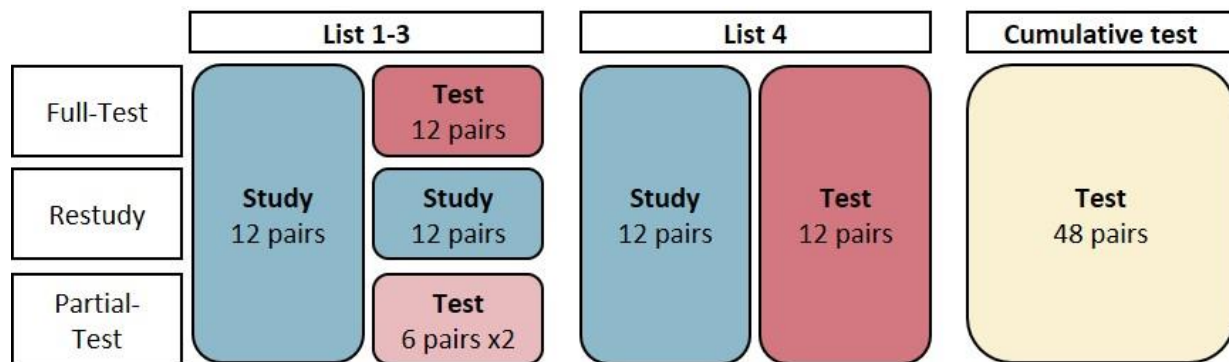 List 1-3
List 4
Cumulative test
Full-Test
Restudy
Partial-
Test
Study
12 pairs
Test
12 pairs
Study
12 pairs
Test
6 pairs x2
Study
12 pairs
Test
12 pairs
Test
48 pairs